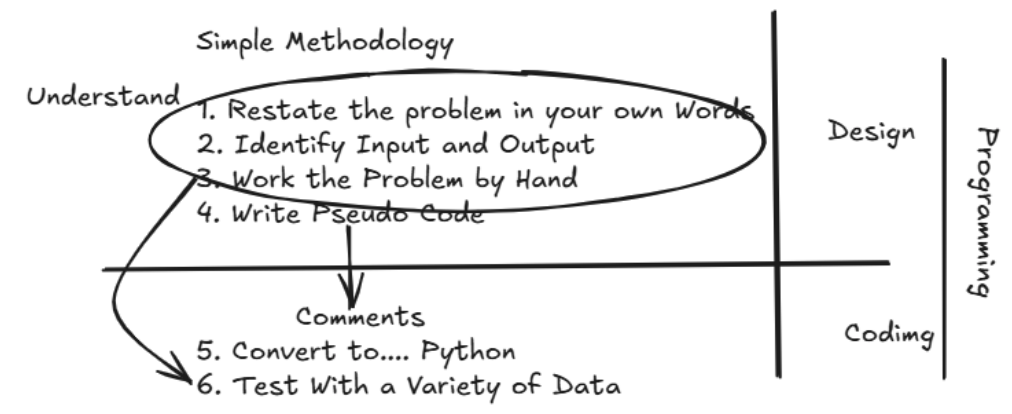 Simple Methodology
Understand
1. Restate the problem in your own Words
2. Identify Input and Output
3. Work the Problem by Hand
4. Write Pseudo Code
Design
Programming
Comments
Codimg
5. Convert to.... Python
6. Test With a Variety of Data